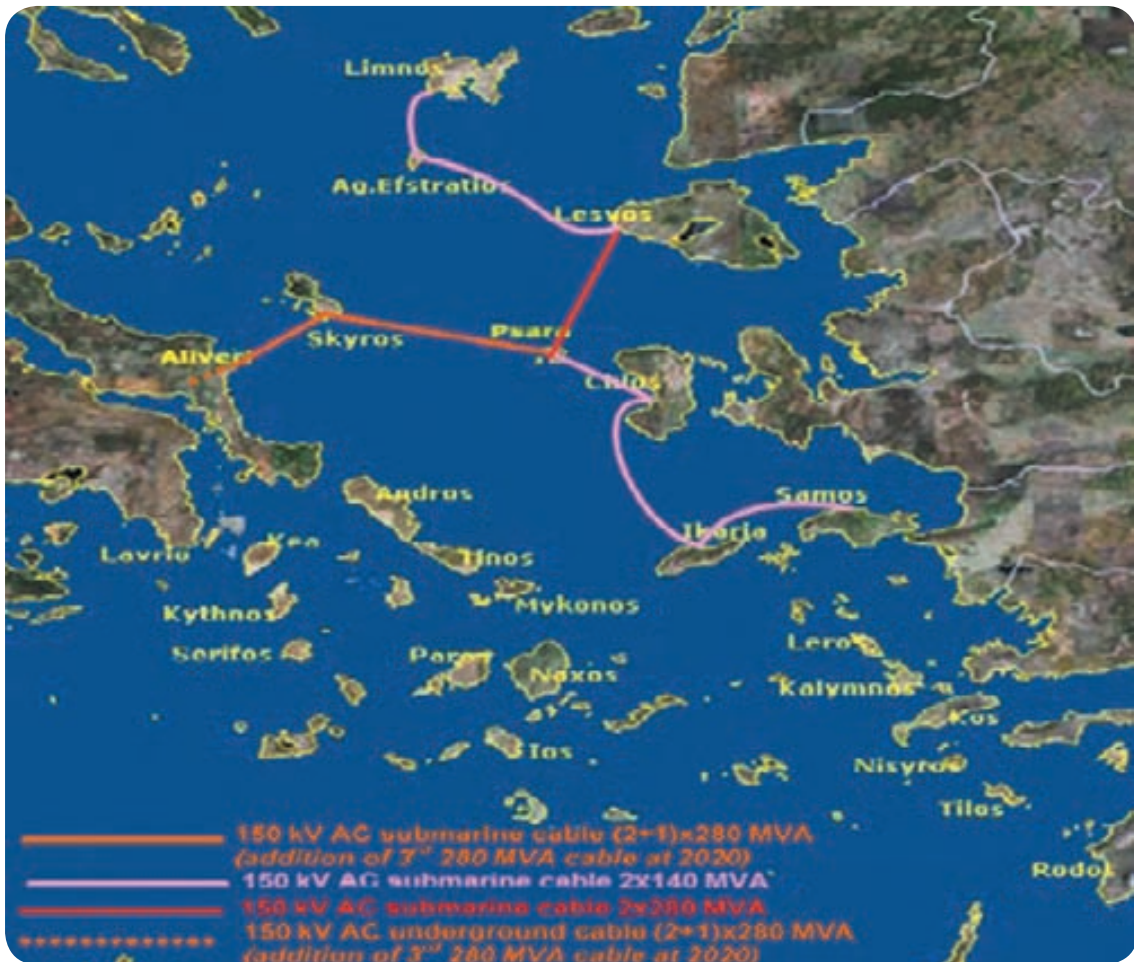 Limnos
Ag.Efstratios
Lesvos
Psara
Skyros
Aliveri
Chios
Andros
Samos
Ikaria
Lavrio
Kea
Tinos
Mykonos
Kythnos
Serifos
Paros
Naxos
Leros
Kalymnos
Kos
Ios
Nisyros
Tilos
Rodos
150 kV AC submarine cable (2+1)x280 MVA
(addition of 3rd 280 MVA cable at 2020)
150 kV AC submarine cable 2x140 MVA
150 kV AC submarine cable 2x280 MVA
150 kV AC underground cable (2+1)x280 MVA
(addition of 3rd 280 MVA cable at 2020)